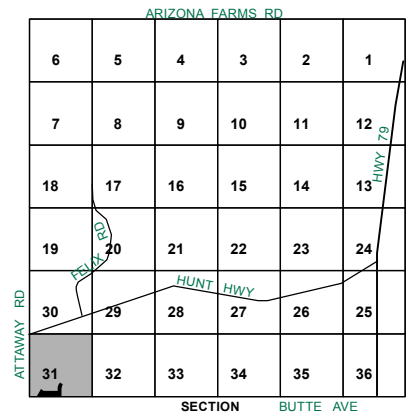 ARIZONA FARMS RD
6 5 4 3 2 1
7 8 9 10 11 12
HWY 79
18 17 16 15 14 13
19 20 21 22 23 24
FELIX RD
HUNT HWY
ATTAWAY RD
30 29 28 27 26 25
31 32 33 34 35 36
SECTION BUTTE AVE